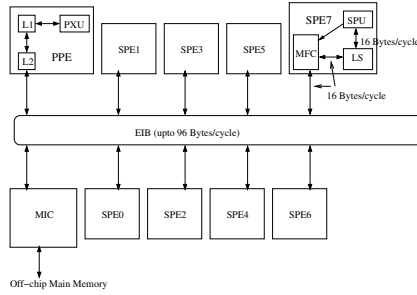 L1
PXU
L2
PPE
SPE1
SPE3
SPE5
SPE7
SPU
16 Bytes/cycle
MFC
LS
16 Bytes/cycle
EIB (upto 96 Bytes/cycle)
MIC
SPE0
SPE2
SPE4
SPE6
Off-chip Main Memory